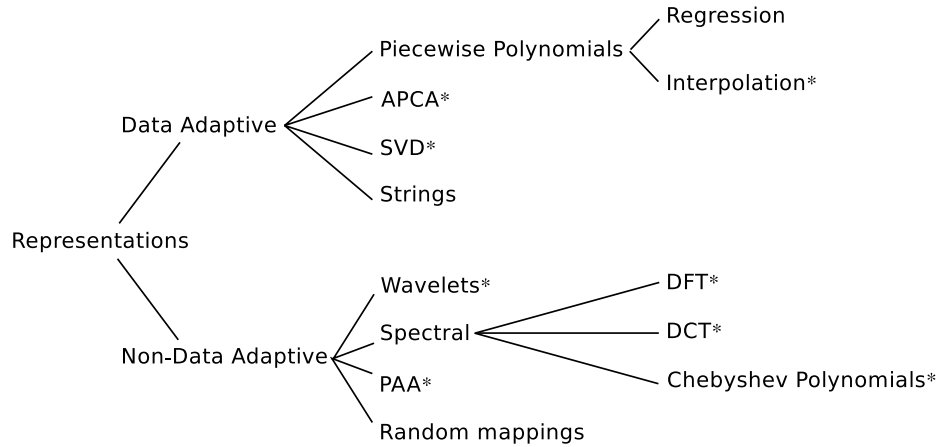 Regression
Piecewise Polynomials
Interpolation*
APCA*
Data Adaptive
SVD*
Strings
Representations
Wavelets*
DFT*
Spectral
DCT*
Non-Data Adaptive
PAA*
Chebyshev Polynomials*
Random mappings